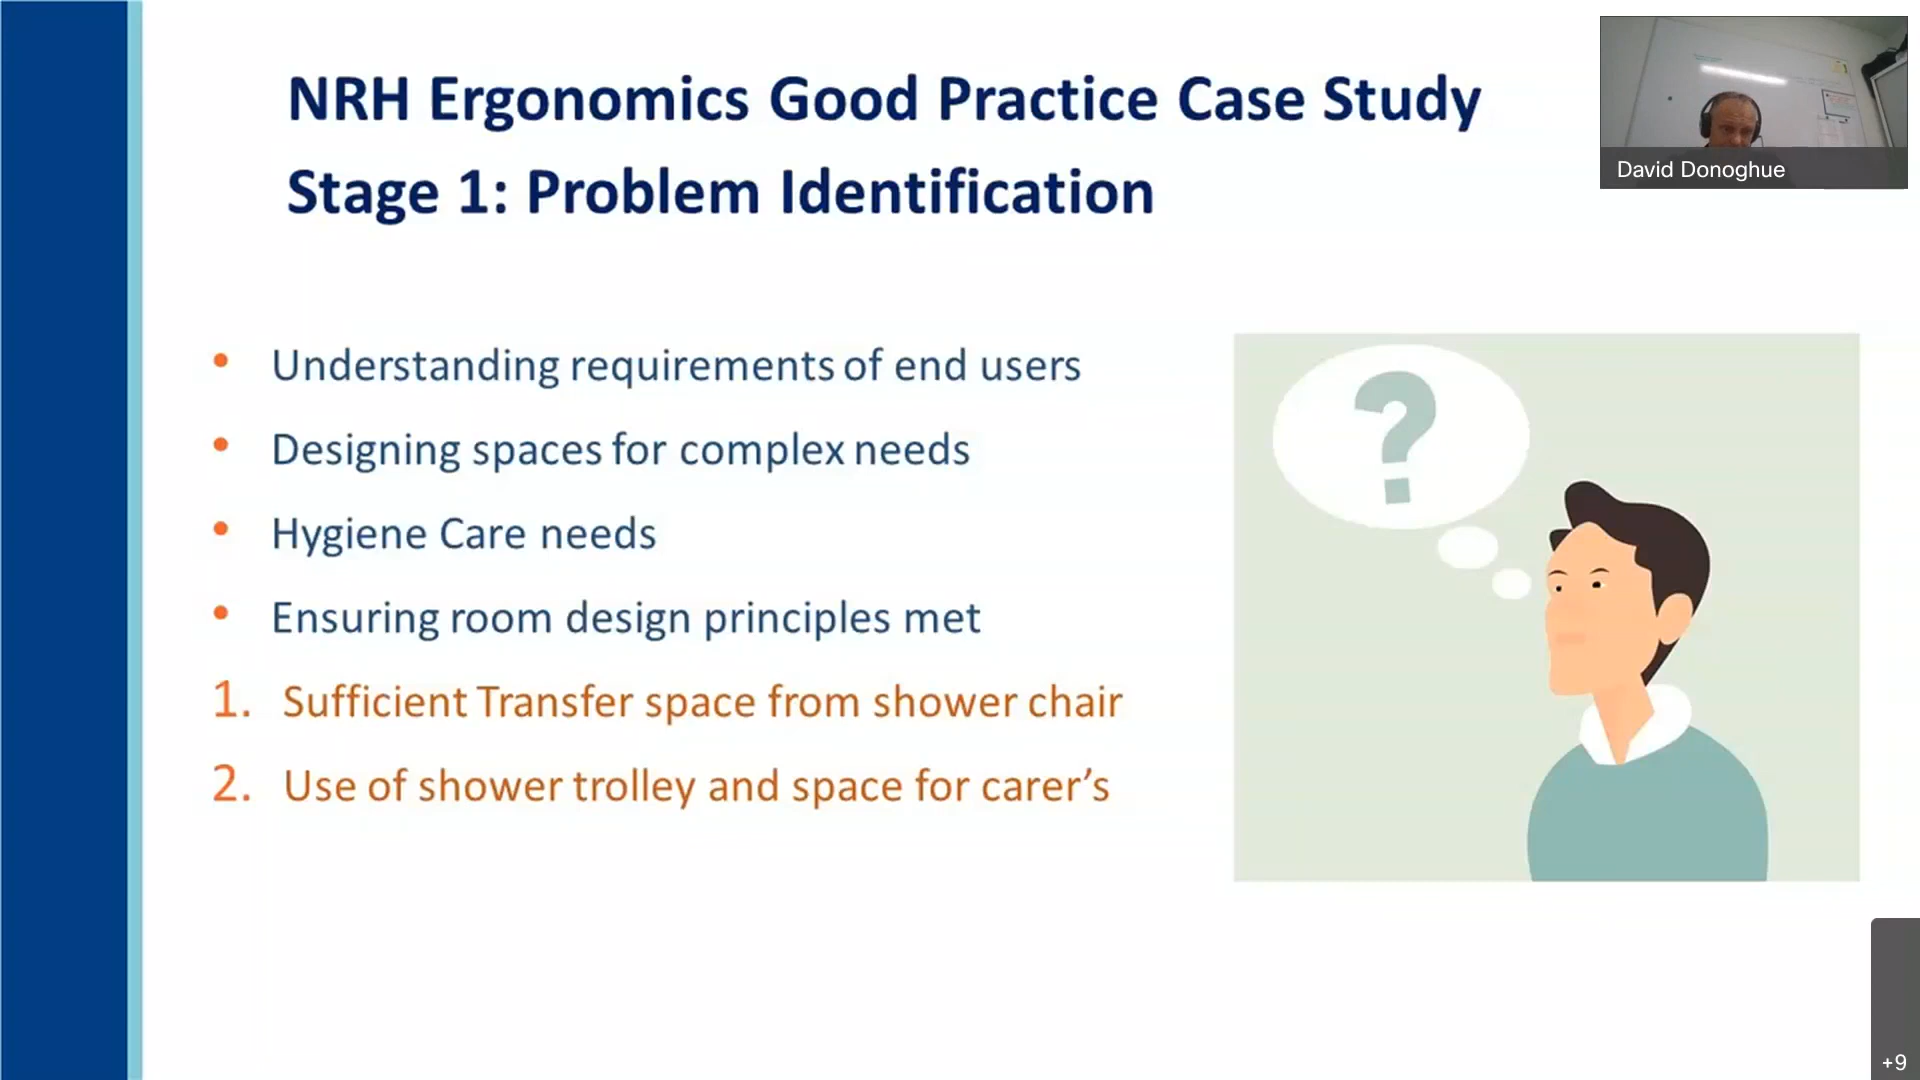 NRH Ergonomics Good Practice Case Study
Stage 1: Problem Identification
David Donoghue
• Understanding requirements of end users
• Designing spaces for complex needs
• Hygiene Care needs
• Ensuring room design principles met
1. Sufficient Transfer space from shower chair
2. Use of shower trolley and space for carer’s
?
+9